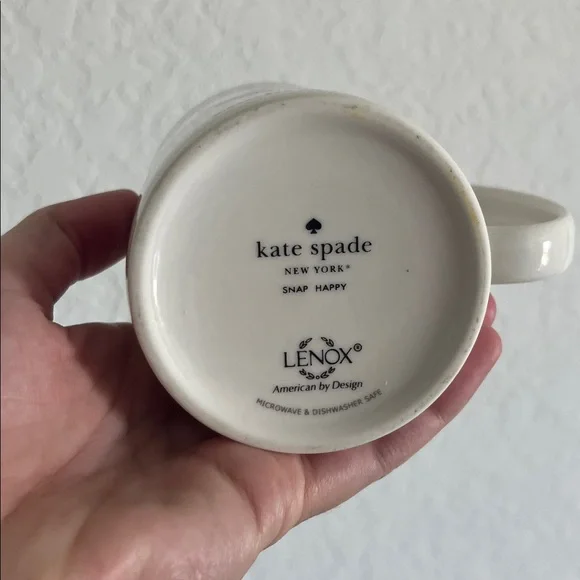 kate spade
NEW YORK®
SNAP HAPPY
LENOX®
American by Design
MICROWAVE & DISHWASHER SAFE